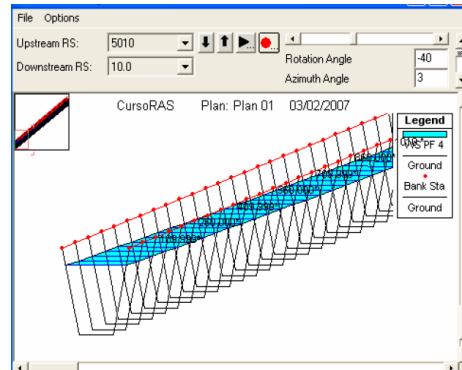 File Options
Upstream RS: 5010
Downstream RS: 10.0
Rotation Angle -40
Azimuth Angle 3
CursoRAS Plan: Plan 01 03/02/2007
Legend
WS PF 4
Ground
Bank Sta
Ground